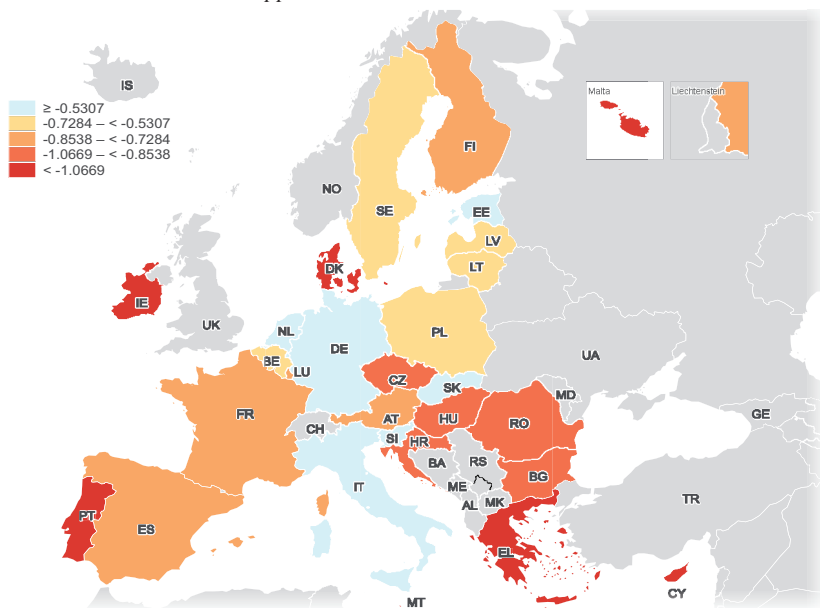 IS
Malta
Liechtenstein
≥ -0.5307
-0.7284 – < -0.5307
-0.8538 – < -0.7284
-1.0669 – < -0.8538
< -1.0669
FI
NO
SE
EE
LV
DK
LT
IE
UK
NL
PL
DE
BE
UA
LU
CZ
SK
MD
FR
AT
HU
RO
GE
CH
SI
HR
BA
RS
BG
IT
ME
MK
TR
AL
PT
ES
EL
CY
MT